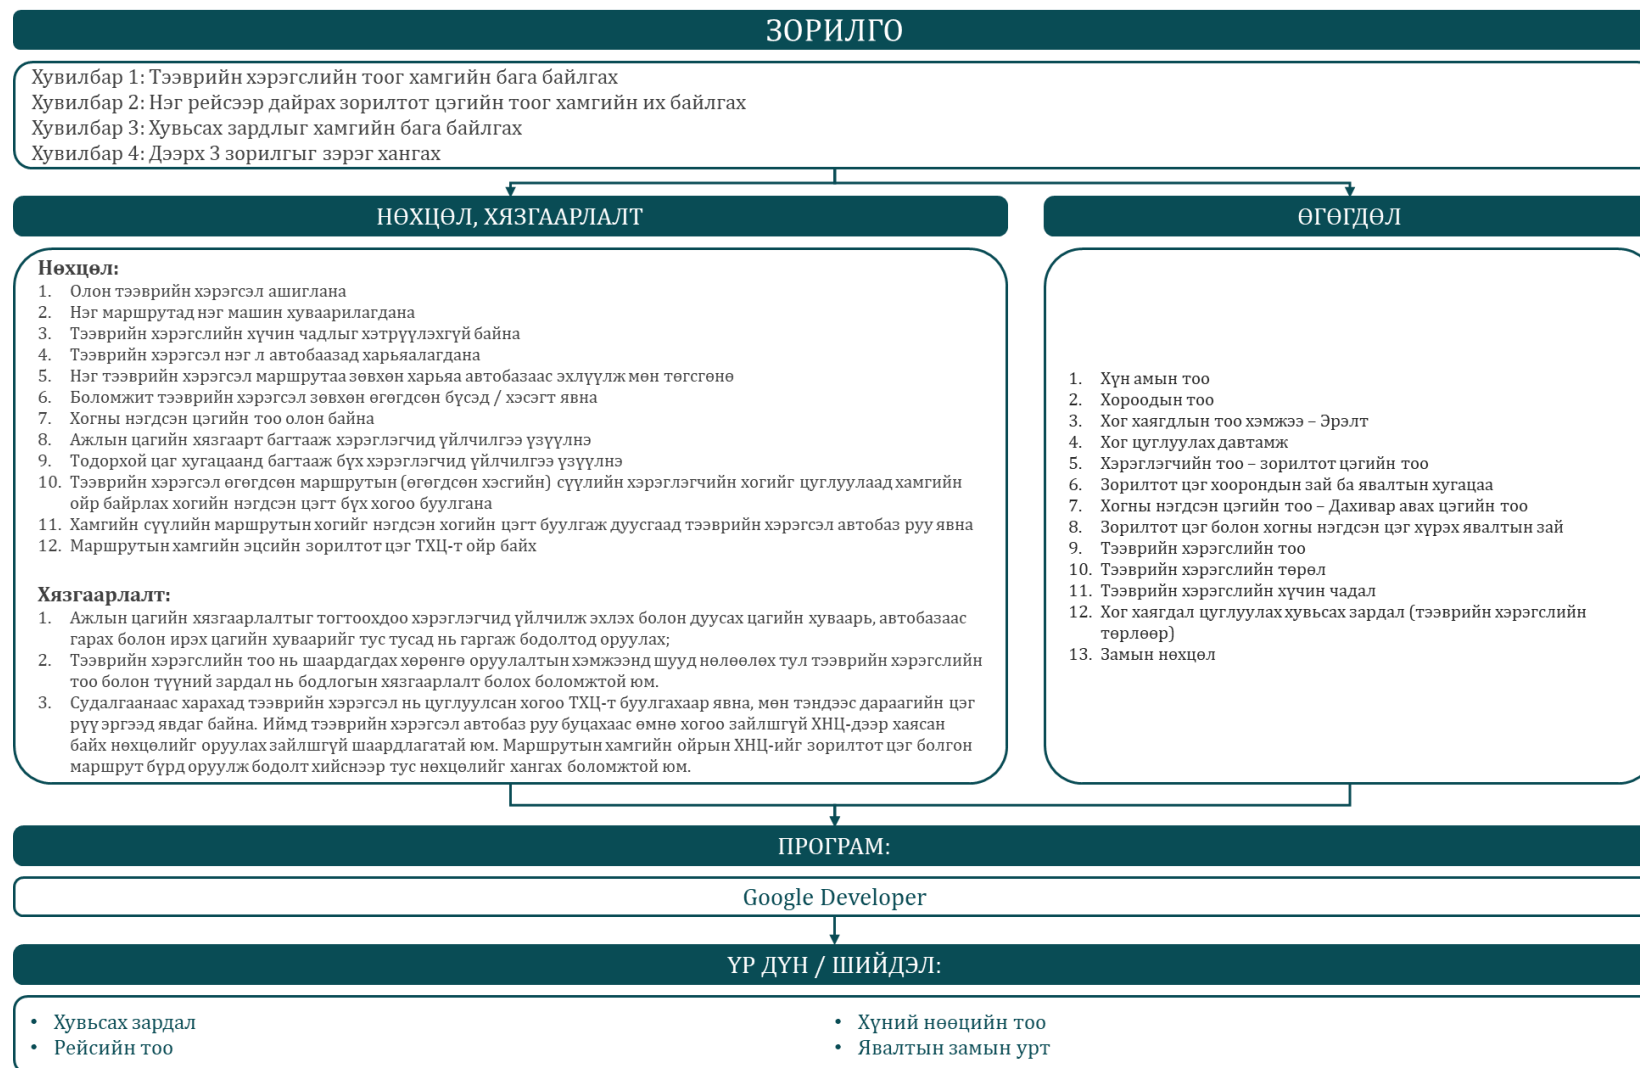 ЗОРИЛГО
Хувилбар 1: Тээврийн хэрэгслийн тоог хамгийн бага байлгах
Хувилбар 2: Нэг рейсээр дайрах зорилтот цэгийн тоог хамгийн их байлгах
Хувилбар 3: Хувьсах зардлыг хамгийн бага байлгах
Хувилбар 4: Дээрх 3 зорилгыг зэрэг хангах
НӨХЦӨЛ, ХЯЗГААРЛАЛТ
Нөхцөл:
1. Олон тээврийн хэрэгсэл ашиглана
2. Нэг маршрутад нэг машин хуваарилагдана
3. Тээврийн хэрэгслийн хүчин чадлыг хэтрүүлэхгүй байна
4. Тээврийн хэрэгсэл нэг л автобаазад харьяалагдана
5. Нэг тээврийн хэрэгсэл маршрутаа зөвхөн харьяа автобазаас эхлүүлж мөн төгсгөнө
6. Боломжит тээврийн хэрэгсэл зөвхөн өгөгдсөн бүсэд / хэсэгт явна
7. Хогны нэгдсэн цэгийн тоо олон байна
8. Ажлын цагийн хязгаарт багтааж хэрэглэгчид үйлчилгээ үзүүлнэ
9. Тодорхой цаг хугацаанд багтааж бүх хэрэглэгчид үйлчилгээ үзүүлнэ
10. Тээврийн хэрэгсэл өгөгдсөн маршрутын (өгөгдсөн хэсгийн) сүүлийн хэрэглэгчийн хогийг цуглуулаад хамгийн
ойр байрлах хогийн нэгдсэн цэгт бүх хогоо буулгана
11. Хамгийн сүүлийн маршрутын хогийг нэгдсэн хогийн цэгт буулгаж дуусгаад тээврийн хэрэгсэл автобаз руу явна
12. Маршрутын хамгийн эцсийн зорилтот цэг ТХЦ-т ойр байх
Хязгаарлалт:
1. Ажлын цагийн хязгаарлалтыг тогтоохдоо хэрэглэгчид үйлчилж эхлэх болон дуусах цагийн хуваарь, автобазаас
гарах болон ирэх цагийн хуваарийг тус тусад нь гаргаж бодолтод оруулах;
2. Тээврийн хэрэгслийн тоо нь шаардагдах хөрөнгө оруулалтын хэмжээнд шууд нөлөөлөх тул тээврийн хэрэгслийн
тоо болон түүний зардал нь бодлогын хязгаарлалт болох боломжтой юм.
3. Судалгаанаас харахад тээврийн хэрэгсэл нь цуглуулсан хогоо ТХЦ-т буулгахаар явна, мөн тэндээс дараагийн цэг
рүү эргээд явдаг байна. Иймд тээврийн хэрэгсэл автобаз руу буцахаас өмнө хогоо зайлшгүй ХНЦ-дээр хаясан
байх нөхцөлийг оруулах зайлшгүй шаардлагатай юм. Маршрутын хамгийн ойрын ХНЦ-ийг зорилтот цэг болгон
маршрут бүрд оруулж бодолт хийснээр тус нөхцөлийг хангах боломжтой юм.
ӨГӨГДӨЛ
1. Хүн амын тоо
2. Хороодын тоо
3. Хог хаягдлын тоо хэмжээ – Эрэлт
4. Хог цуглуулах давтамж
5. Хэрэглэгчийн тоо – зорилтот цэгийн тоо
6. Зорилтот цэг хоорондын зай ба явалтын хугацаа
7. Хогны нэгдсэн цэгийн тоо – Дахивар авах цэгийн тоо
8. Зорилтот цэг болон хогны нэгдсэн цэг хүрэх явалтын зай
9. Тээврийн хэрэгслийн тоо
10. Тээврийн хэрэгслийн төрөл
11. Тээврийн хэрэгслийн хүчин чадал
12. Хог хаягдал цуглуулах хувьсах зардал (тээврийн хэрэгслийн
төрлөөр)
13. Замын нөхцөл
ПРОГРАМ:
Google Developer
ҮР ДҮН / ШИЙДЭЛ:
• Хувьсах зардал
• Рейсийн тоо
• Хүний нөөцийн тоо
• Явалтын замын урт